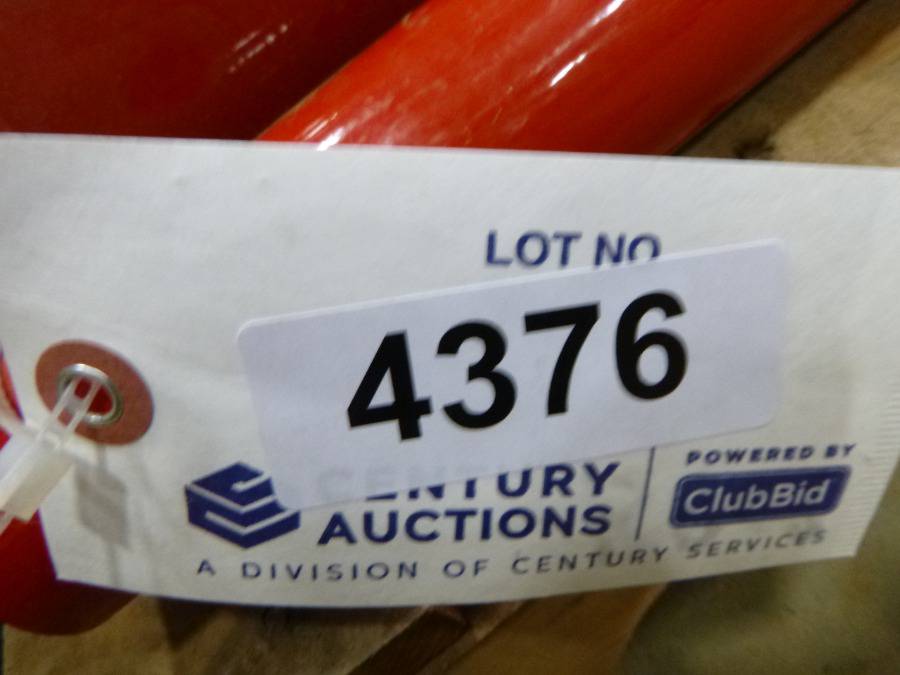 LOT NO
4376
CENTURY
AUCTIONS
POWERED BY
ClubBid
A DIVISION OF CENTURY SERVICES